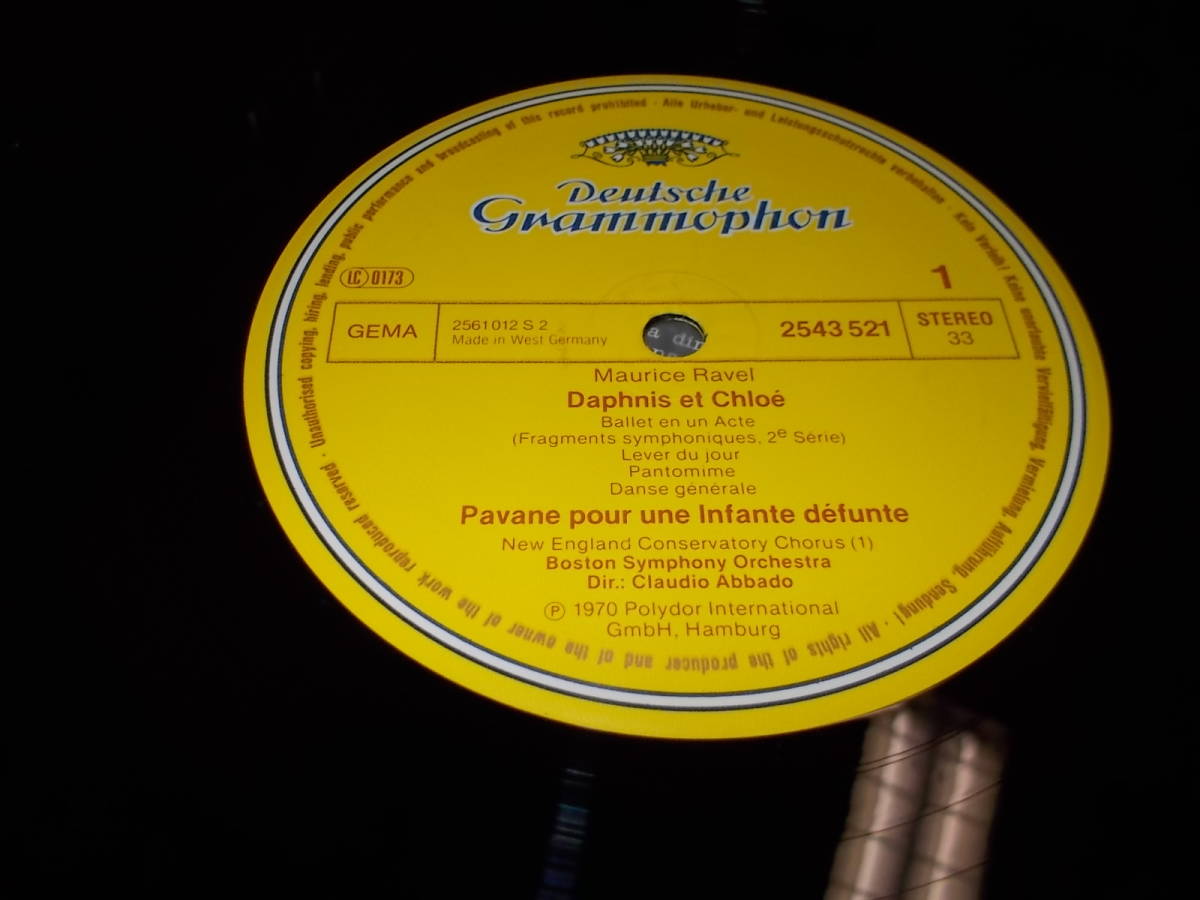 Unauthorised copying, hiring, lending, public performance and broadcasting of this record prohibited · Alle Urheber- und Leistungsschutzrechte vorbehalten · Kein Verleih! Keine unerlaubte Vervielfältigung, Vermietung, Aufführung, Sendung! · All rights of the producer and of the owner of the work reproduced reserved ·
Deutsche
Grammophon
LC 0173
1
GEMA
2561 012 S 2
Made in West Germany
a dir
2543 521
STEREO
33
Maurice Ravel
Daphnis et Chloé
Ballet en un Acte
(Fragments symphoniques, 2e Série)
Lever du jour
Pantomime
Danse générale
Pavane pour une Infante défunte
New England Conservatory Chorus (1)
Boston Symphony Orchestra
Dir.: Claudio Abbado
Ⓟ 1970 Polydor International
GmbH, Hamburg